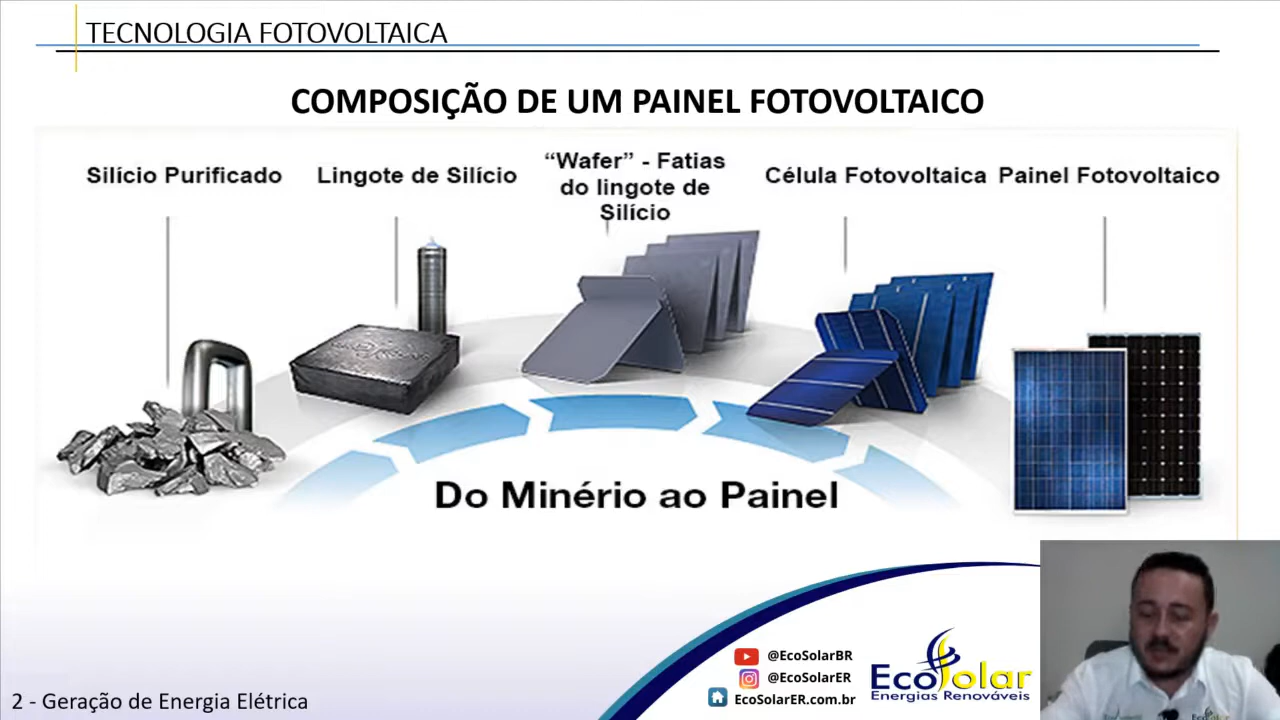 TECNOLOGIA FOTOVOLTAICA
COMPOSIÇÃO DE UM PAINEL FOTOVOLTAICO
Silício Purificado
Lingote de Silício
“Wafer” - Fatias
do lingote de
Silício
Célula Fotovoltaica
Painel Fotovoltaico
Do Minério ao Painel
@EcoSolarBR
@EcoSolarER
EcoSolarER.com.br
EcoSolar
Energias Renováveis
2 - Geração de Energia Elétrica